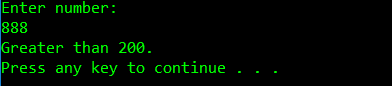 Enter number:
888
Greater than 200.
Press any key to continue . . .